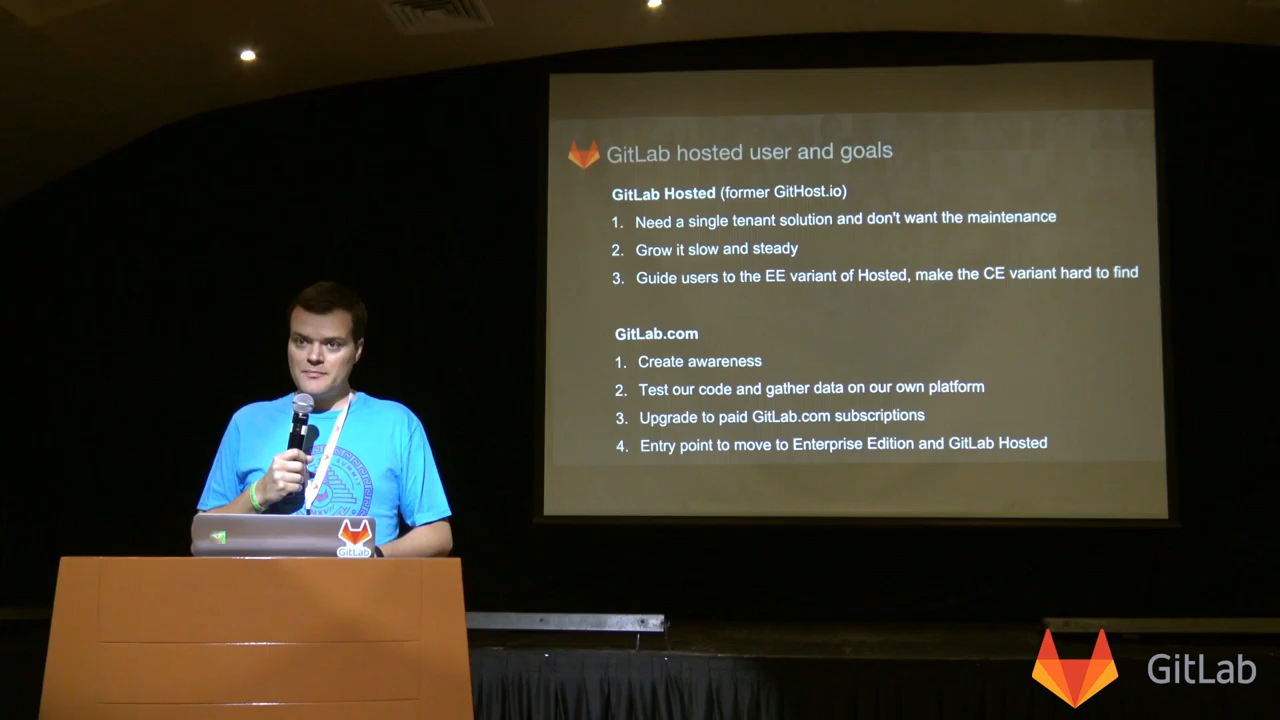 GitLab hosted user and goals
GitLab Hosted (former GitHost.io)
1. Need a single tenant solution and don't want the maintenance
2. Grow it slow and steady
3. Guide users to the EE variant of Hosted, make the CE variant hard to find
GitLab.com
1. Create awareness
2. Test our code and gather data on our own platform
3. Upgrade to paid GitLab.com subscriptions
4. Entry point to move to Enterprise Edition and GitLab Hosted
SUMMIT
GitLab
GitLab